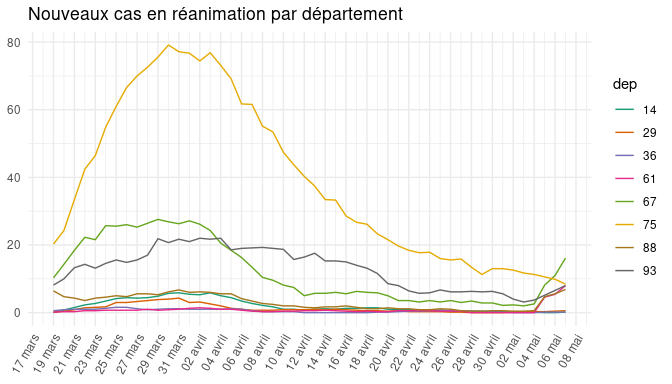 Nouveaux cas en réanimation par département
80
60
40
20
0
17 mars
19 mars
21 mars
23 mars
25 mars
27 mars
29 mars
31 mars
02 avril
04 avril
06 avril
08 avril
10 avril
12 avril
14 avril
16 avril
18 avril
20 avril
22 avril
24 avril
26 avril
28 avril
30 avril
02 mai
04 mai
06 mai
08 mai
dep
14
29
36
61
67
75
88
93